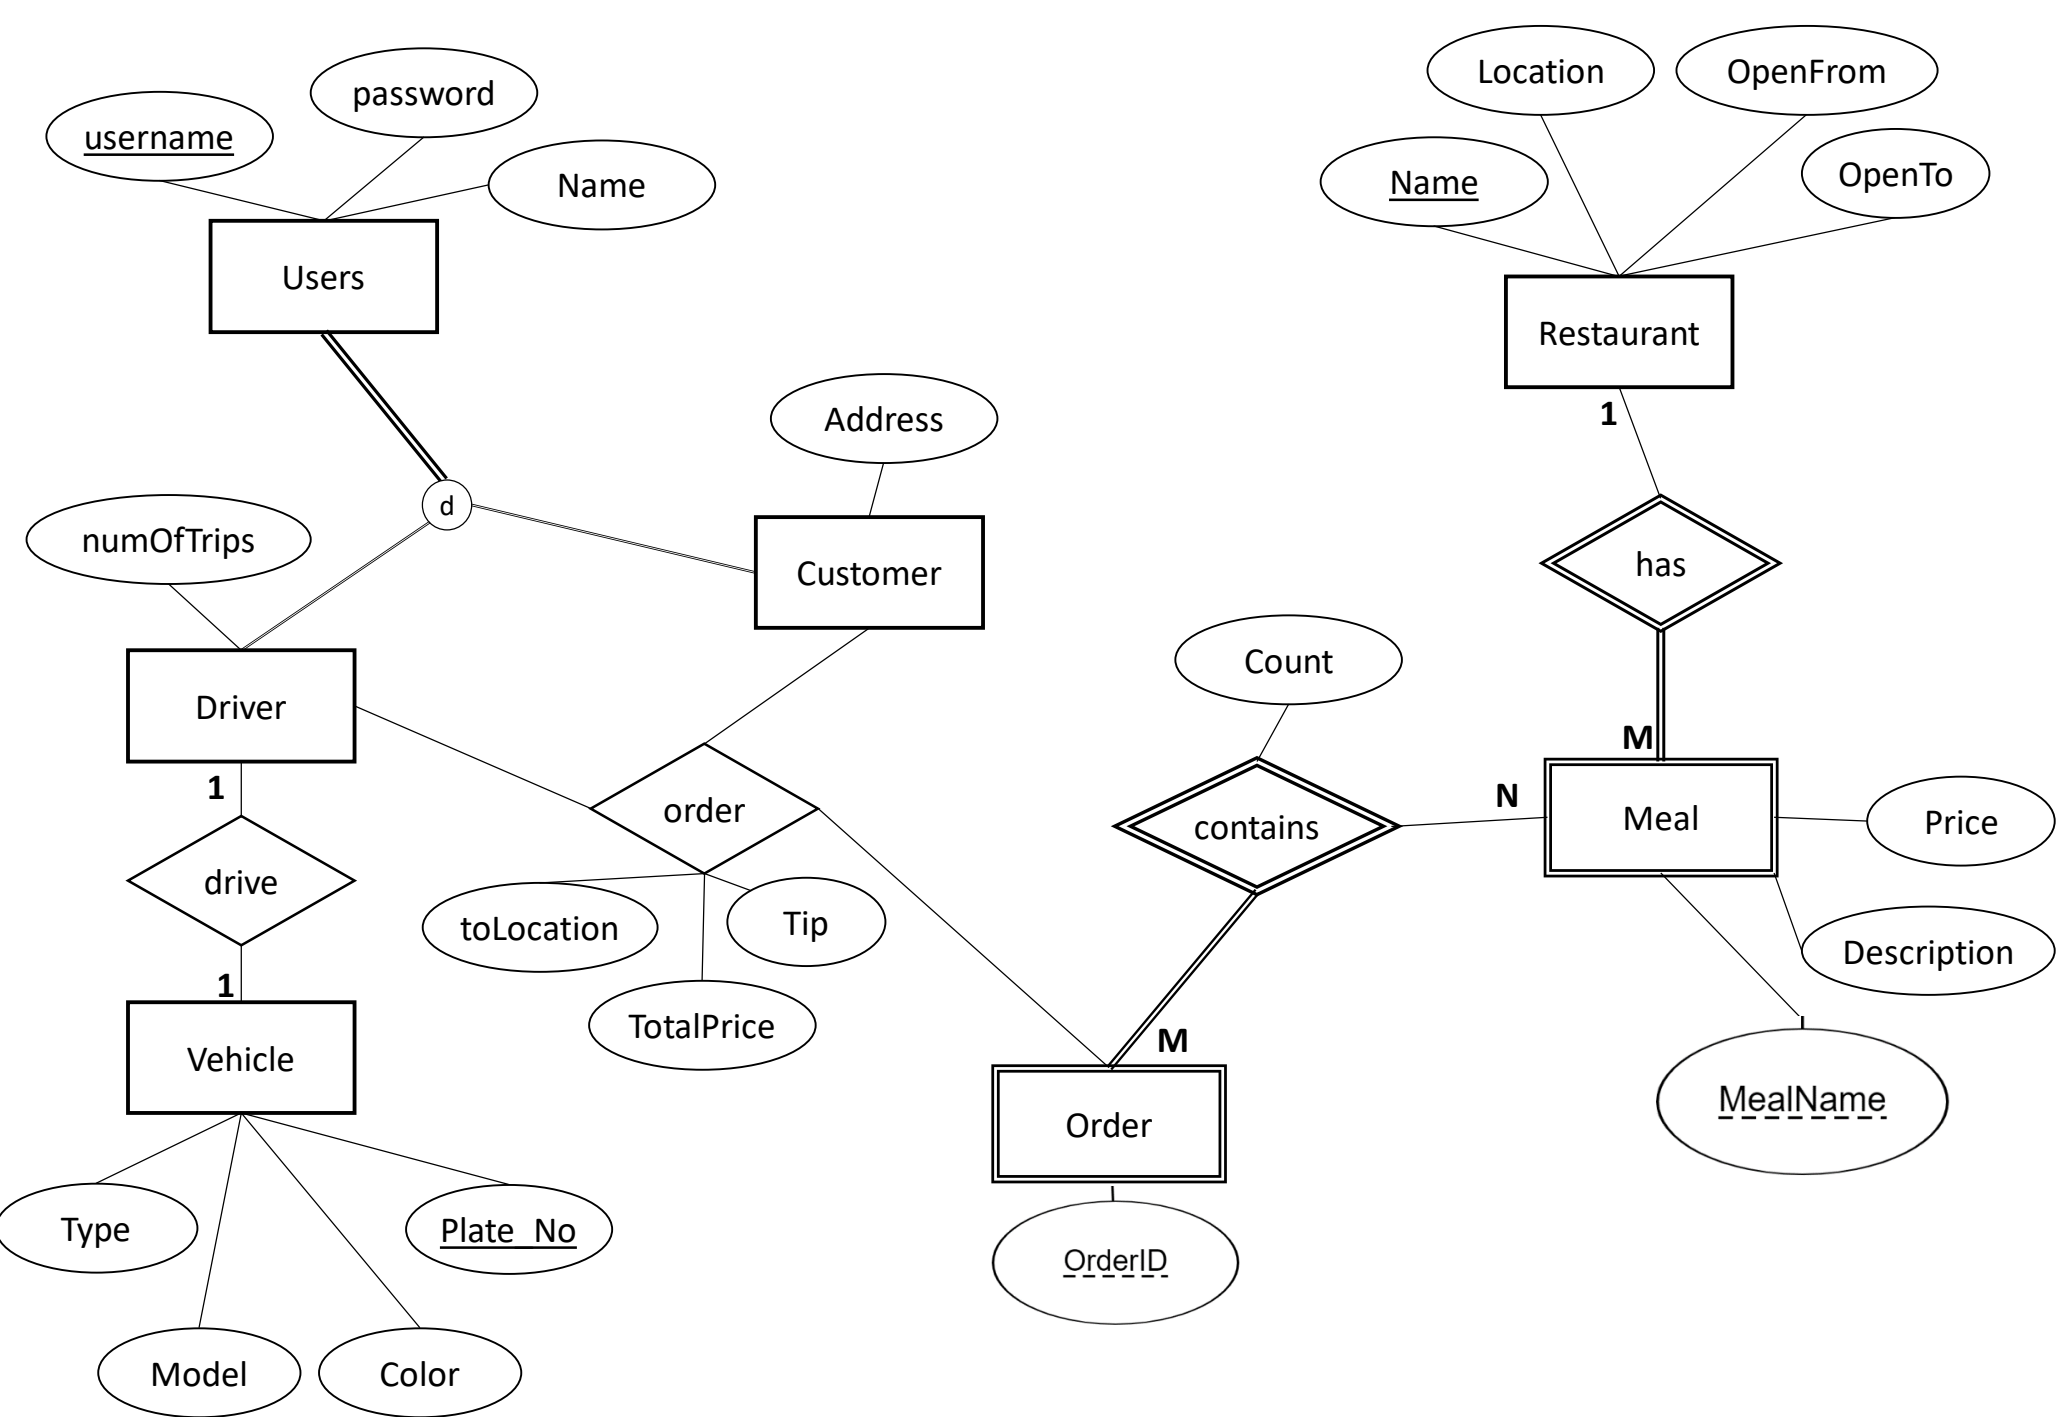 Location
OpenFrom
password
username
Name
Name
OpenTo
Users
Restaurant
Address
1
d
numOfTrips
Customer
has
Count
Driver
M
1
N
order
contains
Meal
Price
drive
toLocation
Tip
Description
1
TotalPrice
M
Vehicle
MealName
Order
Type
Plate_No
OrderID
Model
Color